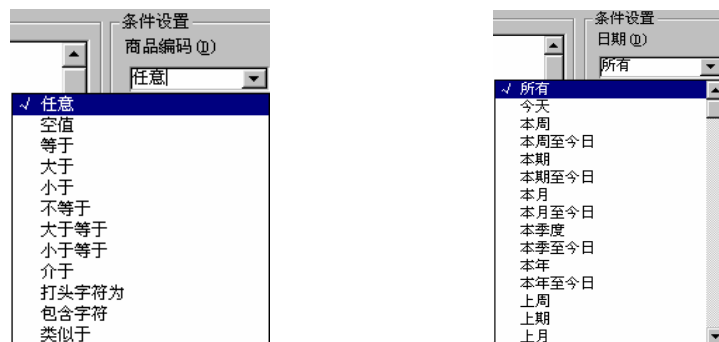 条件设置
商品编码(D)
任意
√ 任意
空值
等于
大于
小于
不等于
大于等于
小于等于
介于
打头字符为
包含字符
类似于
条件设置
日期(D)
所有
√ 所有
今天
本周
本周至今日
本期
本期至今日
本月
本月至今日
本季度
本季至今日
本年
本年至今日
上周
上期
上月